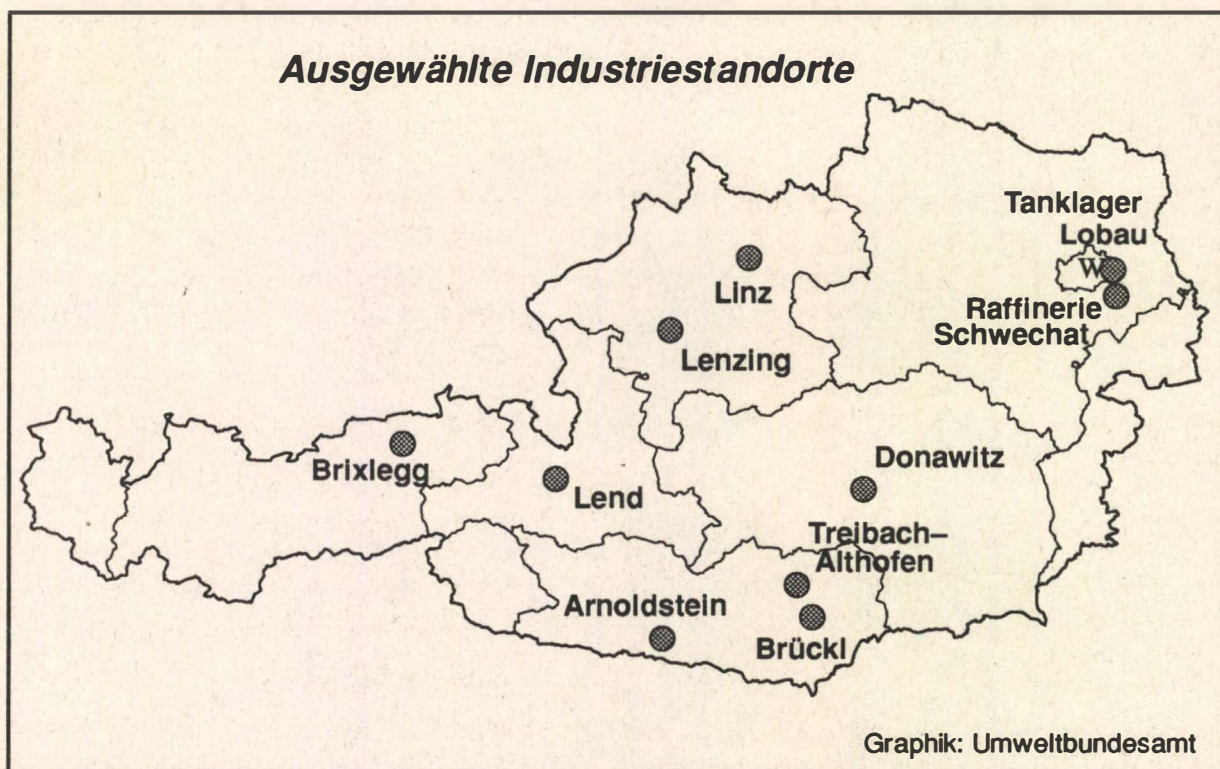 Ausgewählte Industriestandorte
Tanklager
Lobau
W
Linz
Raffinerie
Schwechat
Lenzing
Brixlegg
Donawitz
Lend
Treibach–
Althofen
Arnoldstein
Brückl
Graphik: Umweltbundesamt